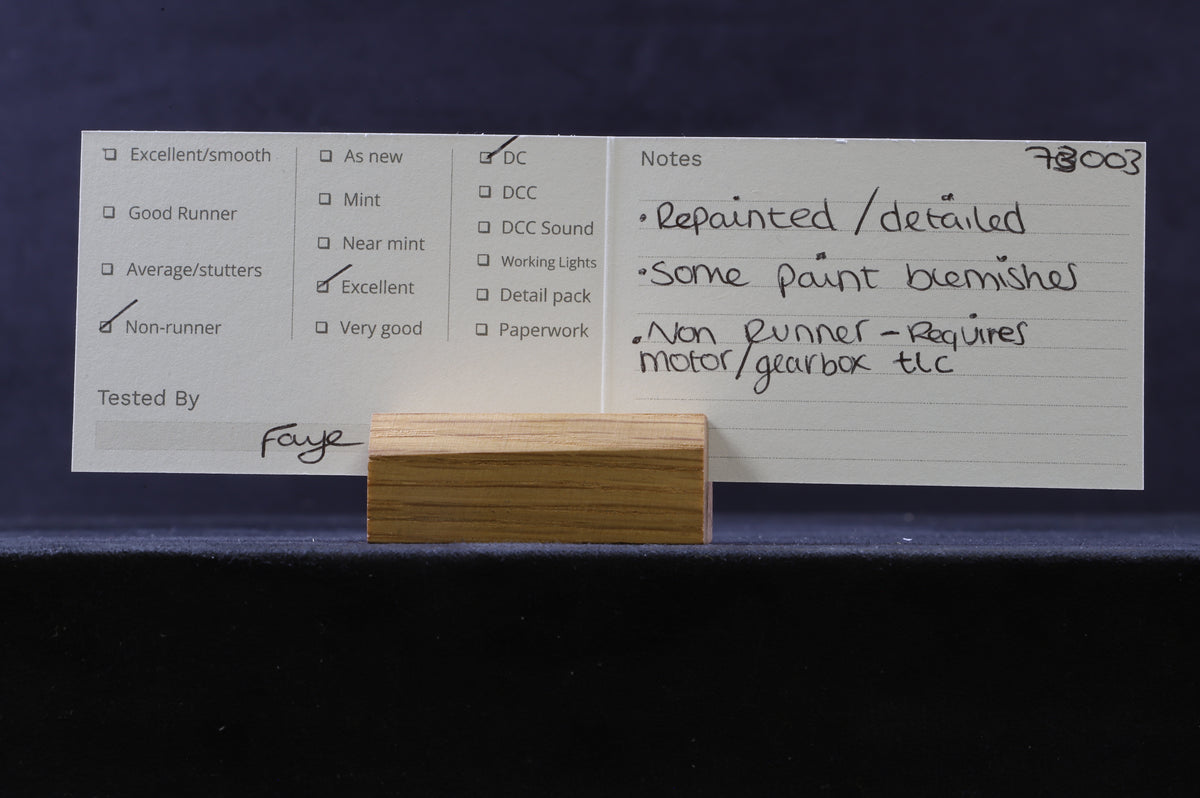 Excellent/smooth
Good Runner
Average/stutters
Non-runner
As new
Mint
Near mint
Excellent
Very good
DC
DCC
DCC Sound
Working Lights
Detail pack
Paperwork
Tested By
Faye
Notes
73003
• Repainted / detailed
• Some paint blemishes
• Non Runner - Requires
motor/gearbox tlc